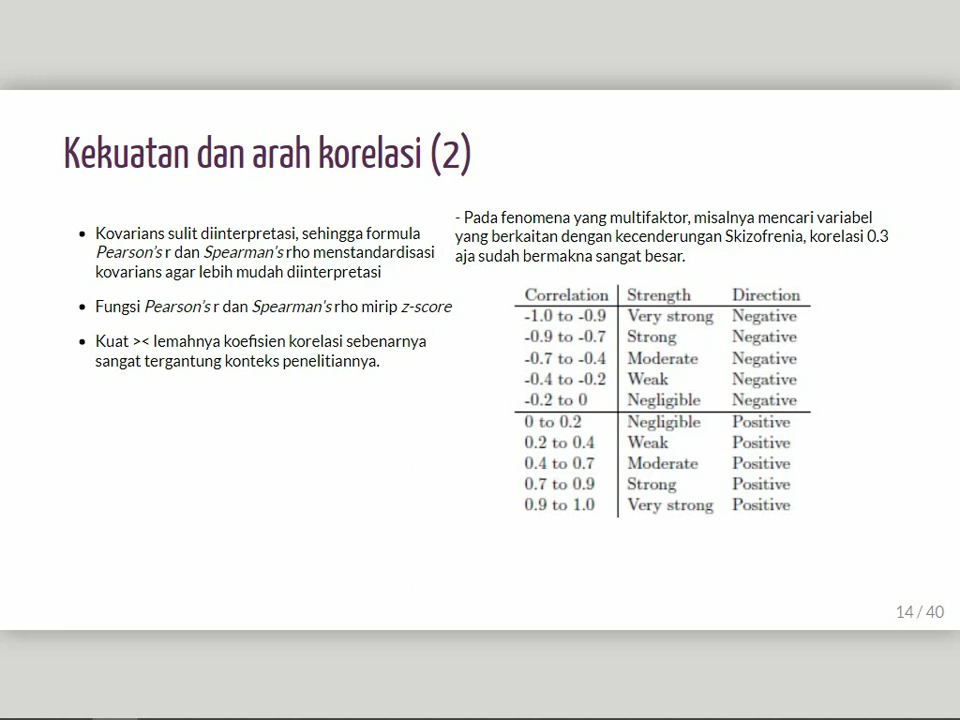 Kekuatan dan arah korelasi (2)
Kovarians sulit diinterpretasi, sehingga formula
Pearson's r dan Spearman's rho menstandardisasi
kovarians agar lebih mudah diinterpretasi
Fungsi Pearson's r dan Spearman's rho mirip z-score
Kuat >< lemahnya koefisien korelasi sebenarnya
sangat tergantung konteks penelitiannya.
- Pada fenomena yang multifaktor, misalnya mencari variabel
yang berkaitan dengan kecenderungan Skizofrenia, korelasi 0.3
aja sudah bermakna sangat besar.
Correlation Strength Direction
-1.0 to -0.9 Very strong Negative
-0.9 to -0.7 Strong Negative
-0.7 to -0.4 Moderate Negative
-0.4 to -0.2 Weak Negative
-0.2 to 0 Negligible Negative
0 to 0.2 Negligible Positive
0.2 to 0.4 Weak Positive
0.4 to 0.7 Moderate Positive
0.7 to 0.9 Strong Positive
0.9 to 1.0 Very strong Positive
14 / 40